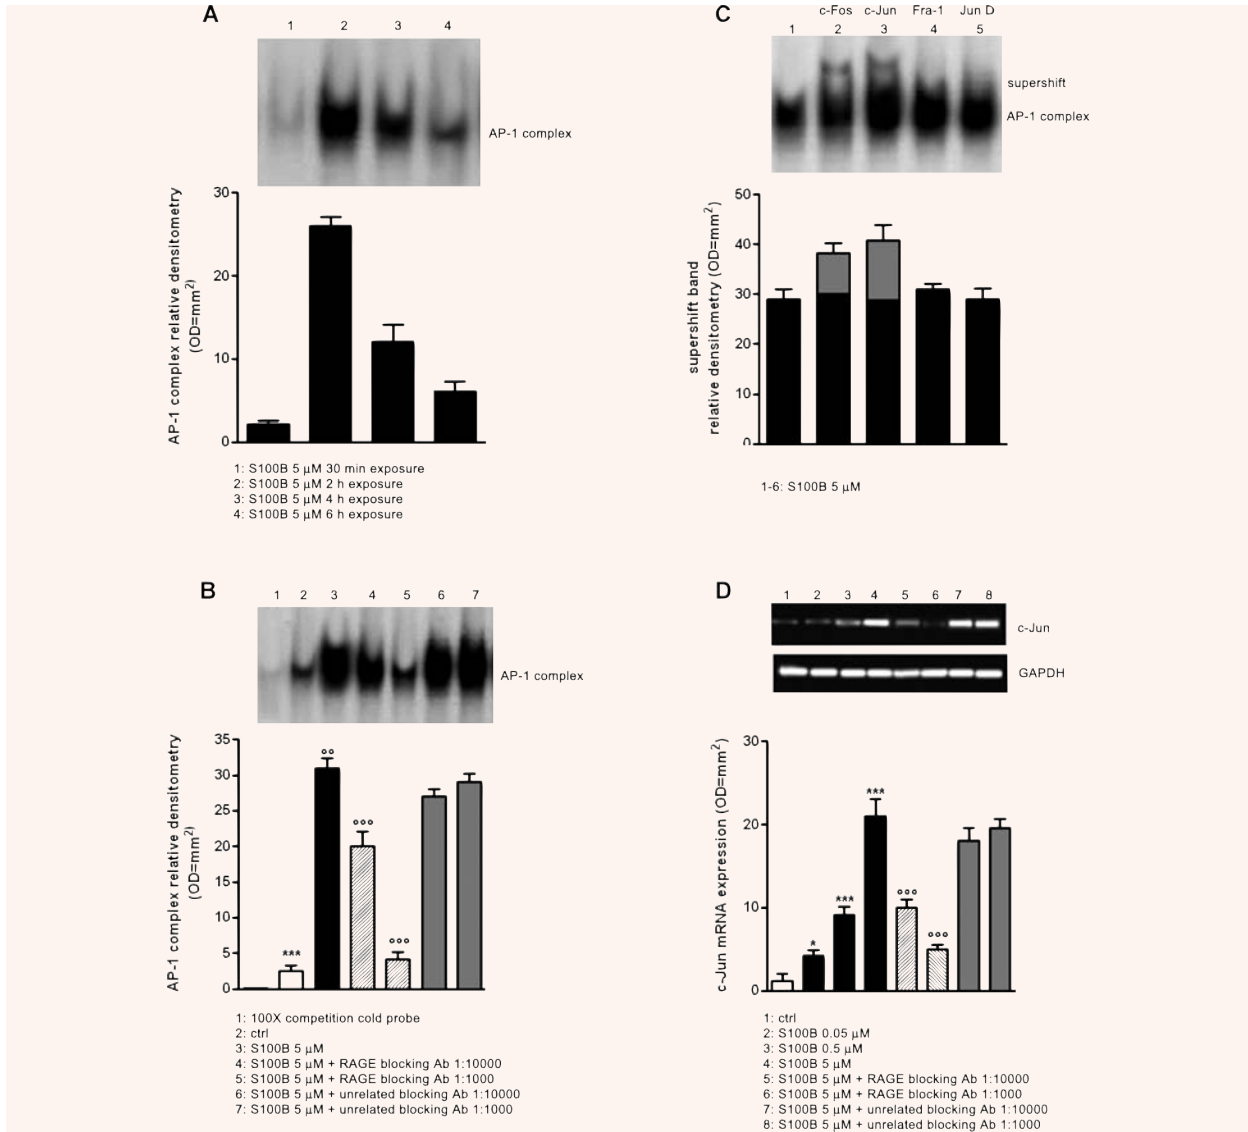 A
1 2 3 4
AP-1 complex
AP-1 complex relative densitometry
(OD=mm2)
30
20
10
0
1: S100B 5 µM 30 min exposure
2: S100B 5 µM 2 h exposure
3: S100B 5 µM 4 h exposure
4: S100B 5 µM 6 h exposure
C
c-Fos c-Jun Fra-1 Jun D
1 2 3 4 5
supershift
AP-1 complex
supershift band
relative densitometry (OD=mm2)
50
40
30
20
10
0
1-6: S100B 5 µM
B
1 2 3 4 5 6 7
AP-1 complex
AP-1 complex relative densitometry
(OD=mm2)
35
30
25
20
15
10
5
0
***
°°
°°°
°°°
1: 100X competition cold probe
2: ctrl
3: S100B 5 µM
4: S100B 5 µM + RAGE blocking Ab 1:10000
5: S100B 5 µM + RAGE blocking Ab 1:1000
6: S100B 5 µM + unrelated blocking Ab 1:10000
7: S100B 5 µM + unrelated blocking Ab 1:1000
D
1 2 3 4 5 6 7 8
c-Jun
GAPDH
c-Jun mRNA expression (OD=mm2)
30
20
10
0
*
***
***
°°°
°°°
1: ctrl
2: S100B 0.05 µM
3: S100B 0.5 µM
4: S100B 5 µM
5: S100B 5 µM + RAGE blocking Ab 1:10000
6: S100B 5 µM + RAGE blocking Ab 1:1000
7: S100B 5 µM + unrelated blocking Ab 1:10000
8: S100B 5 µM + unrelated blocking Ab 1:1000